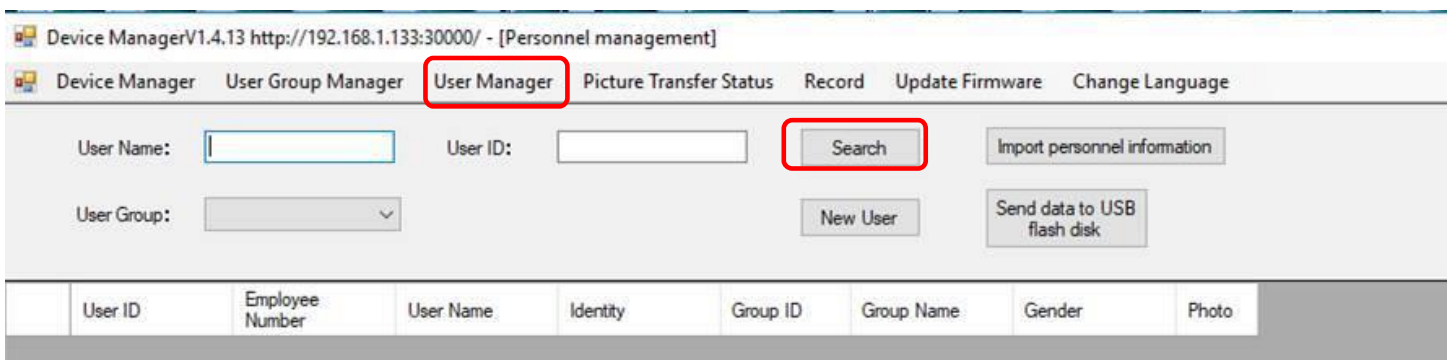 Device ManagerV1.4.13 http://192.168.1.133:30000/ - [Personnel management]
Device Manager User Group Manager User Manager Picture Transfer Status Record Update Firmware Change Language
User Name: User ID: Search Import personnel information
User Group: New User Send data to USB
flash disk
User ID Employee
Number User Name Identity Group ID Group Name Gender Photo